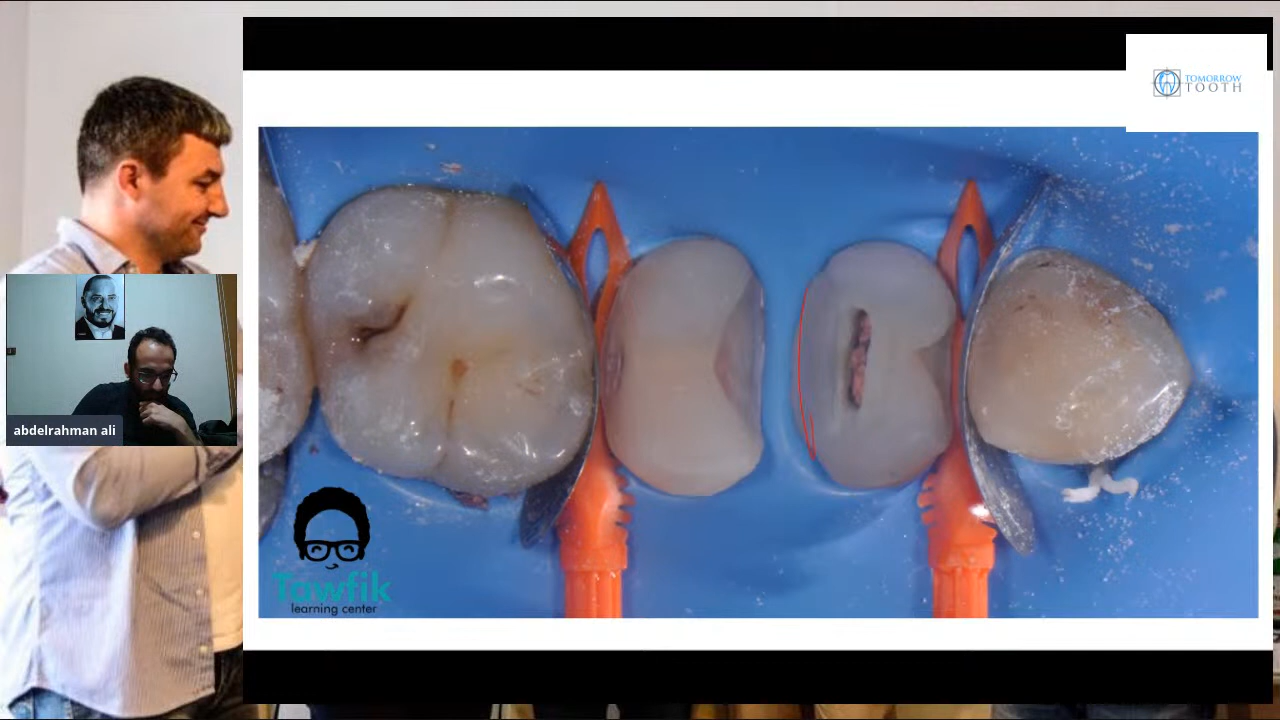 TOMORROW
TOOTH
abdelrahman ali
Tawfik
learning center